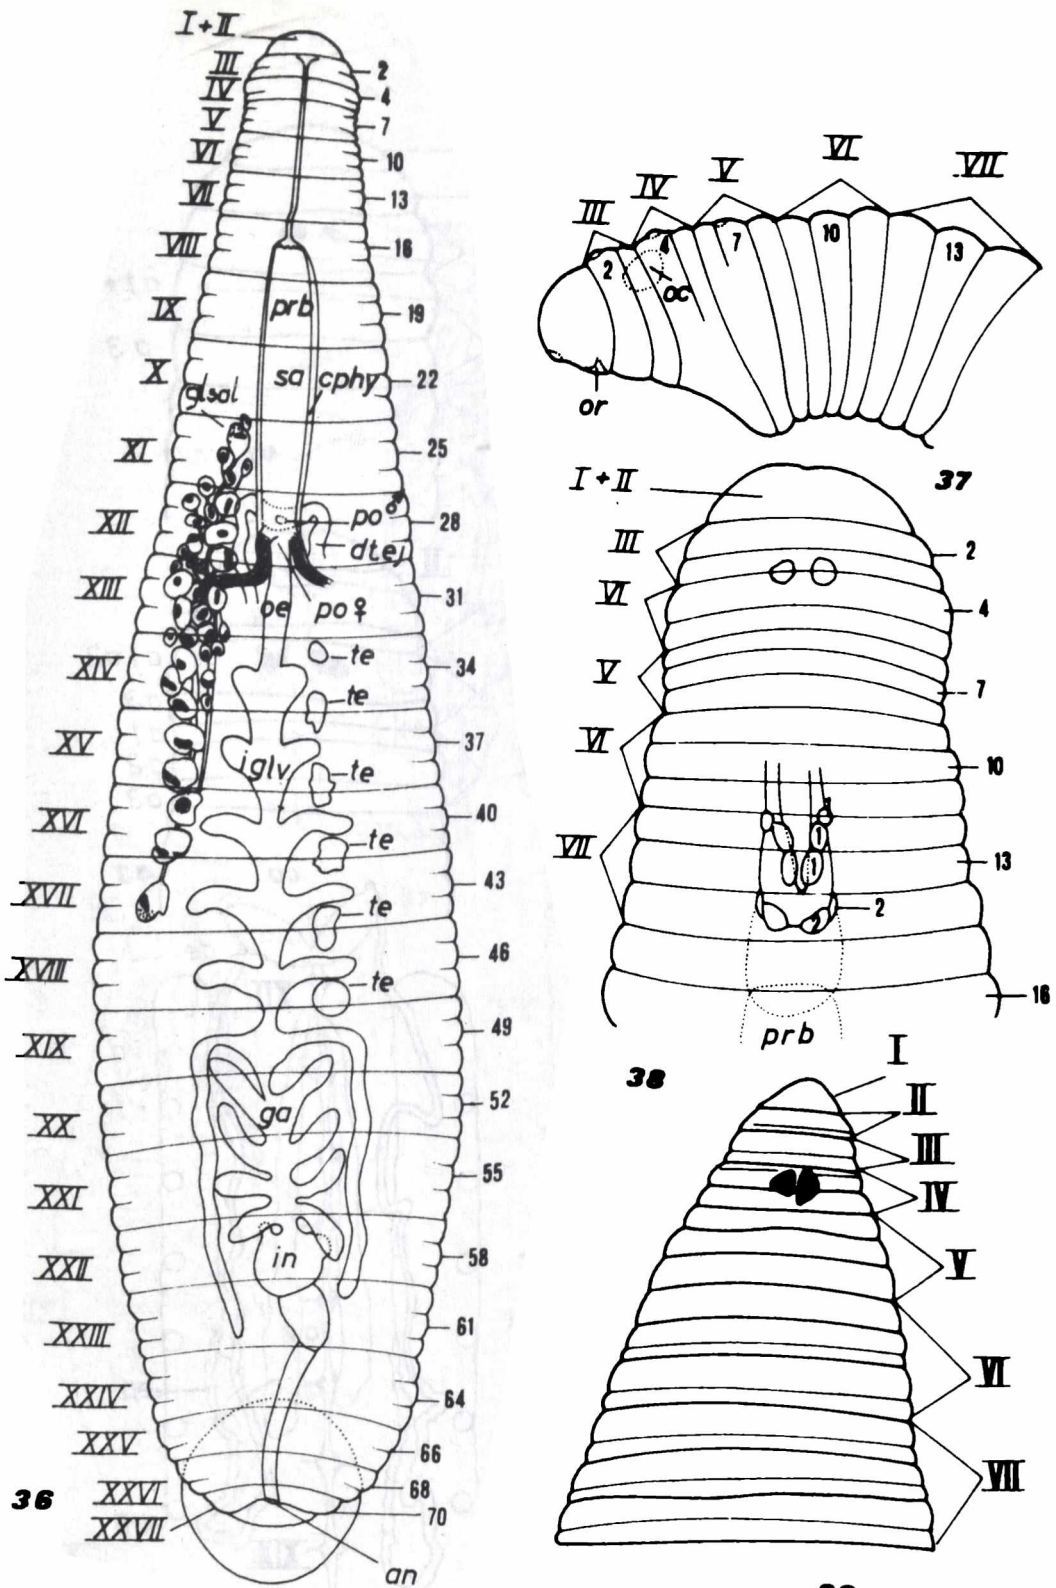 I+II
III
2
IV
4
V
7
VI
10
VII
13
VIII
16
IX
prb
19
X
sa
cphy
22
glsal
XI
25
XII
po♂
28
dtej
XIII
oe
po♀
31
XIV
te
34
te
XV
37
iglv
te
XVI
40
te
XVII
43
te
XVIII
46
te
XIX
49
ga
52
XX
55
XXI
in
58
XXII
XXIII
61
XXIV
64
XXV
66
36
XXVI
68
XXVII
70
an
III
IV
V
VI
VII
2
4
7
10
13
oc
or
37
I+II
III
2
VI
4
V
7
VI
10
1
1
1
VII
13
2
2
16
prb
38
I
II
III
IV
V
VI
VII